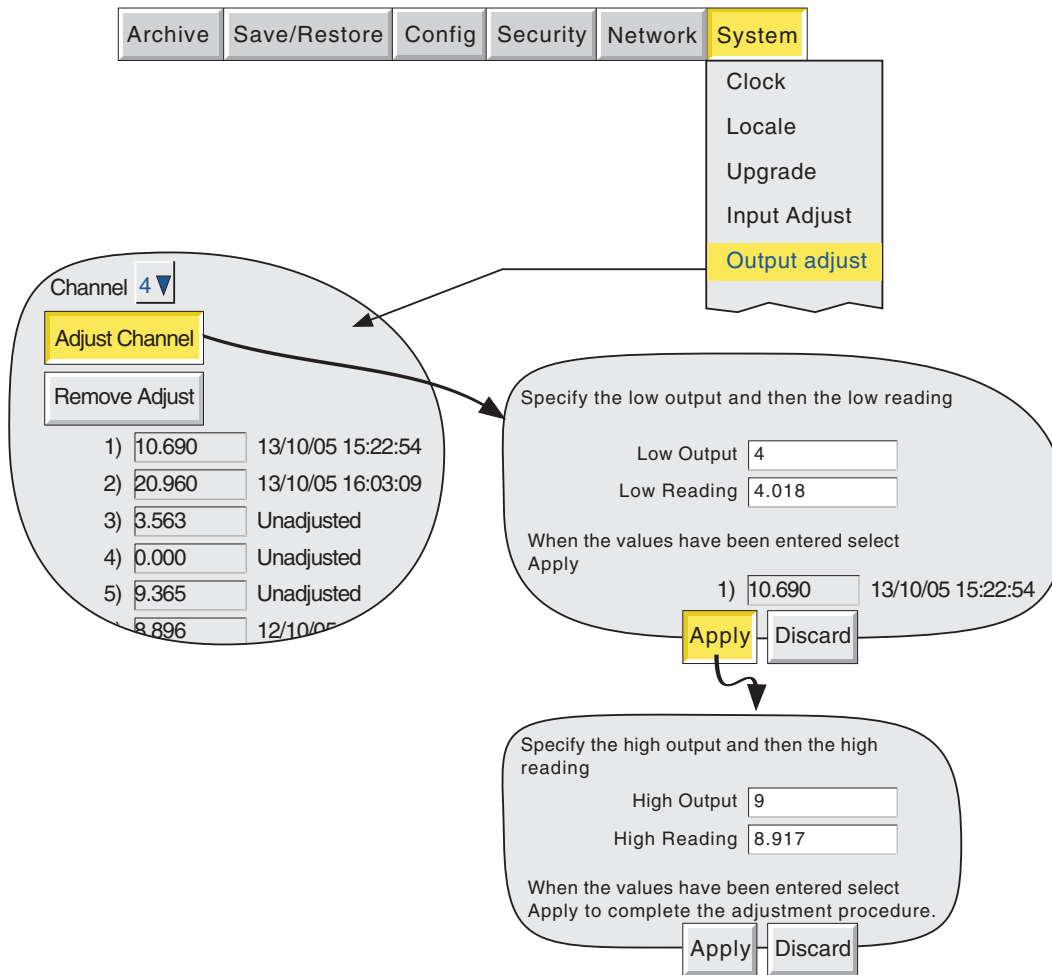 Archive Save/Restore Config Security Network System
Clock
Locale
Upgrade
Input Adjust
Output adjust
Channel 4
Adjust Channel
Remove Adjust
1) 10.690 13/10/05 15:22:54
2) 20.960 13/10/05 16:03:09
3) 3.563 Unadjusted
4) 0.000 Unadjusted
5) 9.365 Unadjusted
8.896 12/10/05
Specify the low output and then the low reading
Low Output 4
Low Reading 4.018
When the values have been entered select
Apply
1) 10.690 13/10/05 15:22:54
Apply Discard
Specify the high output and then the high
reading
High Output 9
High Reading 8.917
When the values have been entered select
Apply to complete the adjustment procedure.
Apply Discard